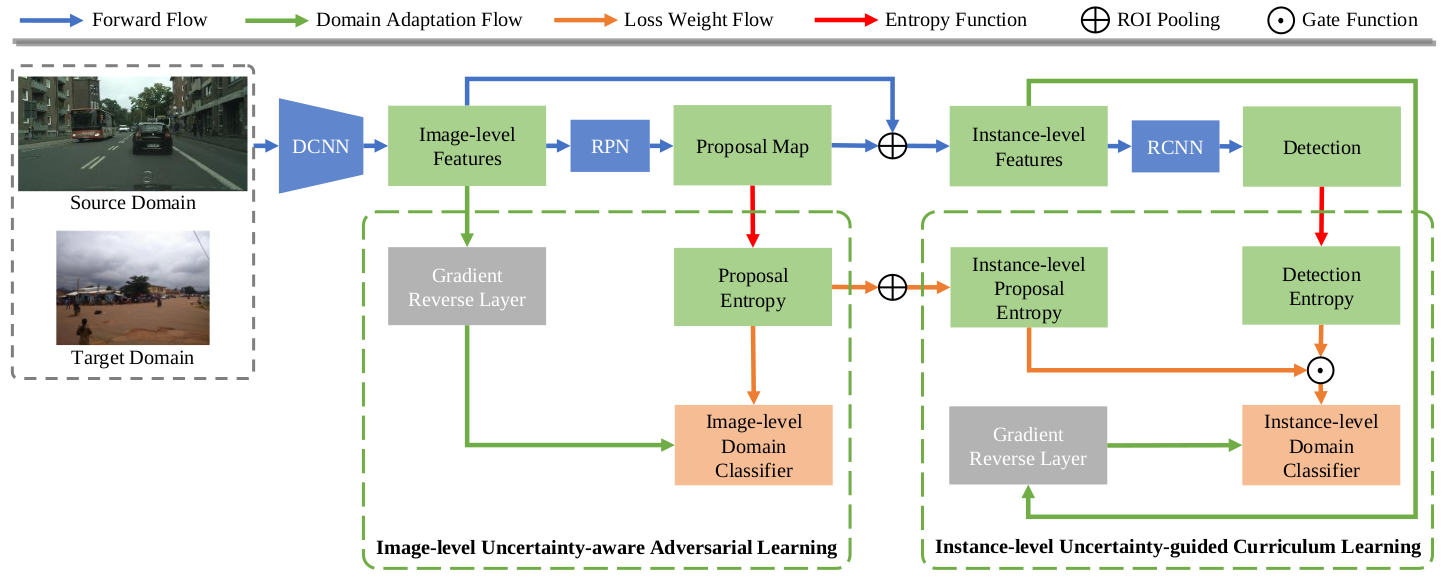 Forward Flow
Domain Adaptation Flow
Loss Weight Flow
Entropy Function
ROI Pooling
Gate Function
Source Domain
Target Domain
DCNN
Image-level
Features
RPN
Proposal Map
Instance-level
Features
RCNN
Detection
Gradient
Reverse Layer
Proposal
Entropy
Image-level
Domain
Classifier
Image-level Uncertainty-aware Adversarial Learning
Instance-level
Proposal
Entropy
Detection
Entropy
Gradient
Reverse Layer
Instance-level
Domain
Classifier
Instance-level Uncertainty-guided Curriculum Learning